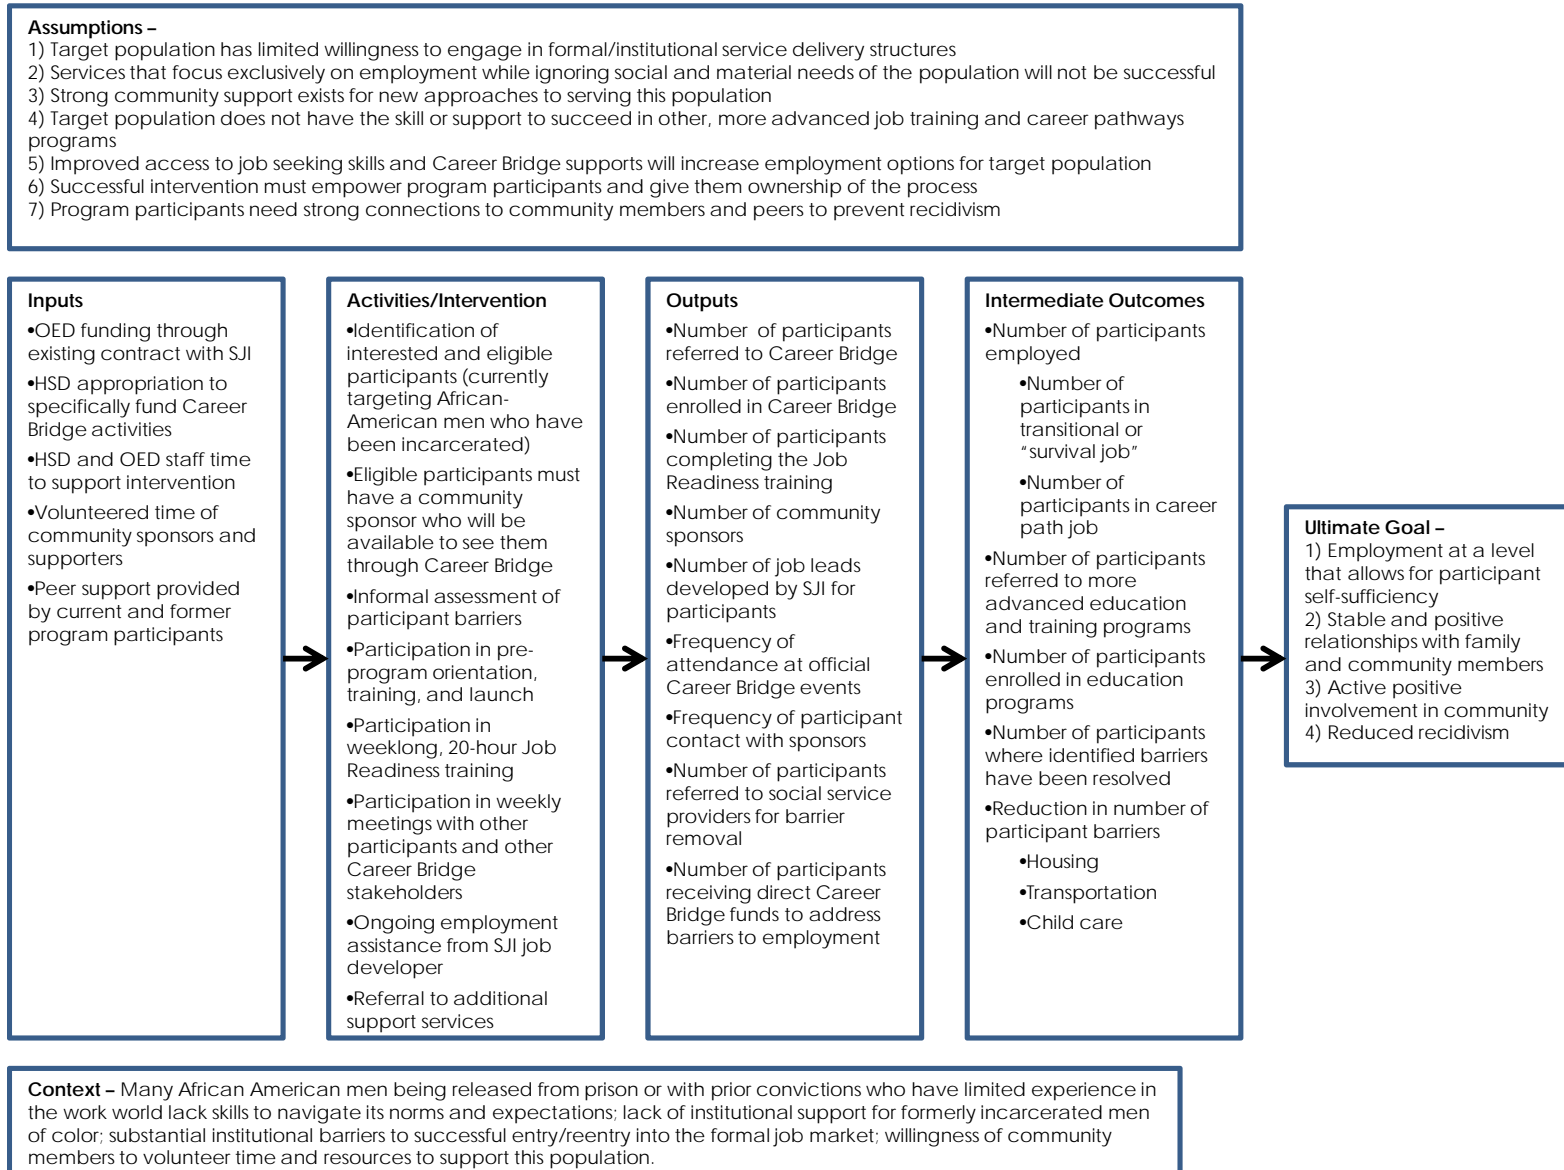 Assumptions –
1) Target population has limited willingness to engage in formal/institutional service delivery structures
2) Services that focus exclusively on employment while ignoring social and material needs of the population will not be successful
3) Strong community support exists for new approaches to serving this population
4) Target population does not have the skill or support to succeed in other, more advanced job training and career pathways
programs
5) Improved access to job seeking skills and Career Bridge supports will increase employment options for target population
6) Successful intervention must empower program participants and give them ownership of the process
7) Program participants need strong connections to community members and peers to prevent recidivism
Inputs
•OED funding through
existing contract with SJI
•HSD appropriation to
specifically fund Career
Bridge activities
•HSD and OED staff time
to support intervention
•Volunteered time of
community sponsors and
supporters
•Peer support provided
by current and former
program participants
Activities/Intervention
•Identification of
interested and eligible
participants (currently
targeting African-
American men who have
been incarcerated)
•Eligible participants must
have a community
sponsor who will be
available to see them
through Career Bridge
•Informal assessment of
participant barriers
•Participation in pre-
program orientation,
training, and launch
•Participation in
weeklong, 20-hour Job
Readiness training
•Participation in weekly
meetings with other
participants and other
Career Bridge
stakeholders
•Ongoing employment
assistance from SJI job
developer
•Referral to additional
support services
Outputs
•Number of participants
referred to Career Bridge
•Number of participants
enrolled in Career Bridge
•Number of participants
completing the Job
Readiness training
•Number of community
sponsors
•Number of job leads
developed by SJI for
participants
•Frequency of
attendance at official
Career Bridge events
•Frequency of participant
contact with sponsors
•Number of participants
referred to social service
providers for barrier
removal
•Number of participants
receiving direct Career
Bridge funds to address
barriers to employment
Intermediate Outcomes
•Number of participants
employed
•Number of
participants in
transitional or
"survival job"
•Number of
participants in career
path job
•Number of participants
referred to more
advanced education
and training programs
•Number of participants
enrolled in education
programs
•Number of participants
where identified barriers
have been resolved
•Reduction in number of
participant barriers
•Housing
•Transportation
•Child care
Ultimate Goal –
1) Employment at a level
that allows for participant
self-sufficiency
2) Stable and positive
relationships with family
and community members
3) Active positive
involvement in community
4) Reduced recidivism
Context – Many African American men being released from prison or with prior convictions who have limited experience in
the work world lack skills to navigate its norms and expectations; lack of institutional support for formerly incarcerated men
of color; substantial institutional barriers to successful entry/reentry into the formal job market; willingness of community
members to volunteer time and resources to support this population.